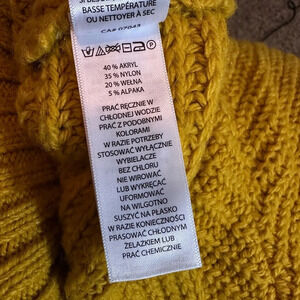 BASSE TEMPÉRATURE
OU NETTOYER À SEC
CA# 07043
40 % AKRYL
35 % NYLON
20 % WEŁNA
5 % ALPAKA
PRAĆ RĘCZNIE W
CHŁODNEJ WODZIE
PRAĆ Z PODOBNYMI
KOLORAMI
W RAZIE POTRZEBY
STOSOWAĆ WYŁĄCZNIE
WYBIELACZE
BEZ CHLORU
NIE WIROWAĆ
LUB WYKRĘCAĆ
UFORMOWAĆ
NA WILGOTNO
SUSZYĆ NA PŁASKO
W RAZIE KONIECZNOŚCI
PRASOWAĆ CHŁODNYM
ŻELAZKIEM LUB
PRAĆ CHEMICZNIE